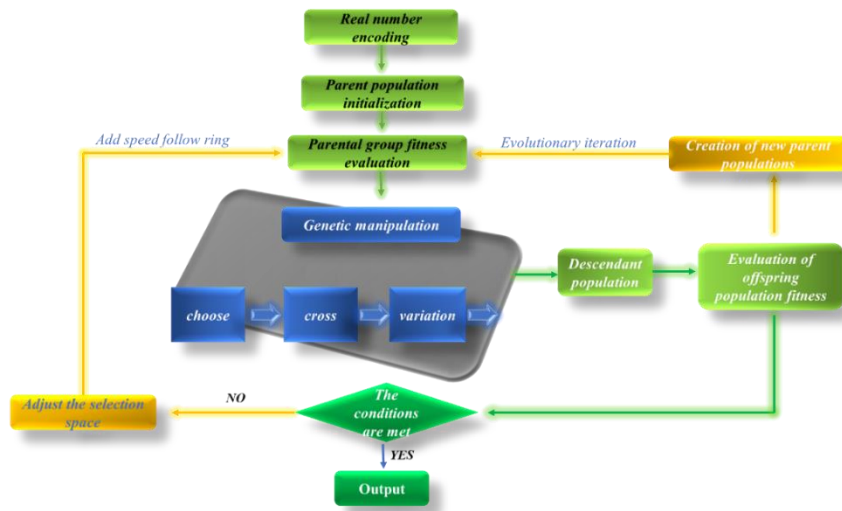 Real number
encoding
Parent population
initialization
Add speed follow ring
Parental group fitness
evaluation
Evolutionary iteration
Creation of new parent
populations
Genetic manipulation
Descendant
population
Evaluation of
offspring
population fitness
choose
cross
variation
Adjust the selection
space
NO
The
conditions
are met
YES
Output